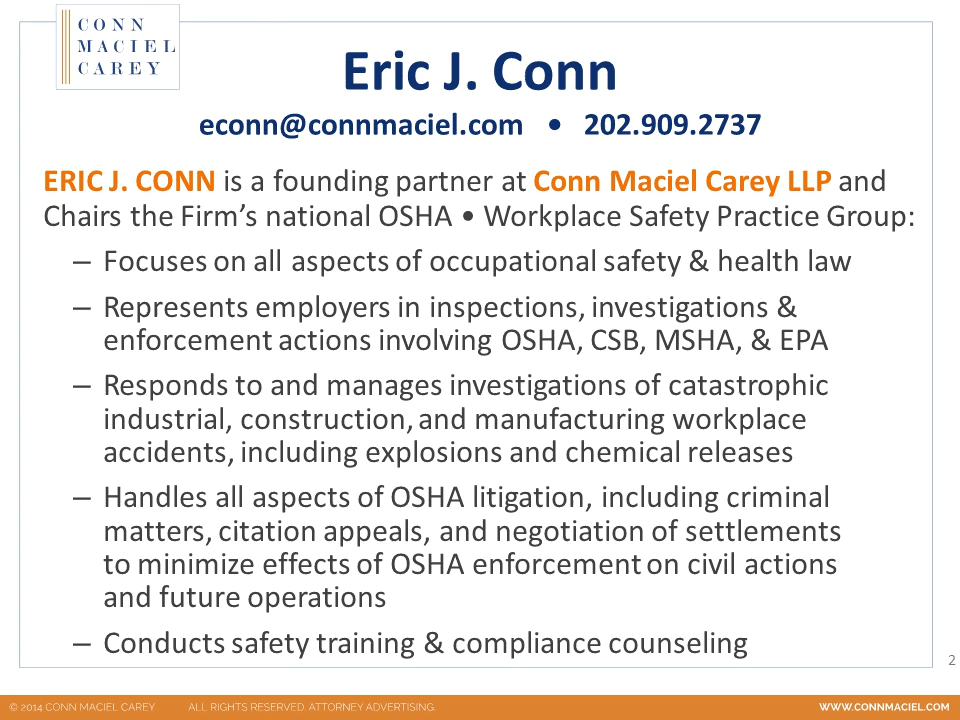 CONN
MACIEL
CAREY
Eric J. Conn
econn@connmaciel.com • 202.909.2737
ERIC J. CONN is a founding partner at Conn Maciel Carey LLP and
Chairs the Firm's national OSHA • Workplace Safety Practice Group:
– Focuses on all aspects of occupational safety & health law
– Represents employers in inspections, investigations &
enforcement actions involving OSHA, CSB, MSHA, & EPA
– Responds to and manages investigations of catastrophic
industrial, construction, and manufacturing workplace
accidents, including explosions and chemical releases
– Handles all aspects of OSHA litigation, including criminal
matters, citation appeals, and negotiation of settlements
to minimize effects of OSHA enforcement on civil actions
and future operations
– Conducts safety training & compliance counseling
2
© 2014 CONN MACIEL CAREY ALL RIGHTS RESERVED. ATTORNEY ADVERTISING. WWW.CONNMACIEL.COM